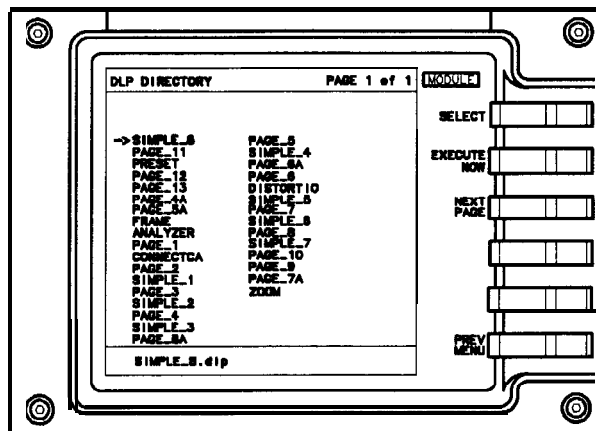 DLP DIRECTORY
PAGE 1 of 1
MODULE
->SIMPLE_8
PAGE_11
PRESET
PAGE_12
PAGE_13
PAGE_4A
PAGE_5A
FRAME
ANALYZER
PAGE_1
CONNECTCA
PAGE_2
SIMPLE_1
PAGE_3
SIMPLE_2
PAGE_4
SIMPLE_3
PAGE_8A
PAGE_5
SIMPLE_4
PAGE_6A
PAGE_6
DISTORTIO
SIMPLE_5
PAGE_7
SIMPLE_6
PAGE_8
SIMPLE_7
PAGE_10
PAGE_9
PAGE_7A
ZOOM
SIMPLE_8.dlp
SELECT
EXECUTE
NOW
NEXT
PAGE
PREV
MENU